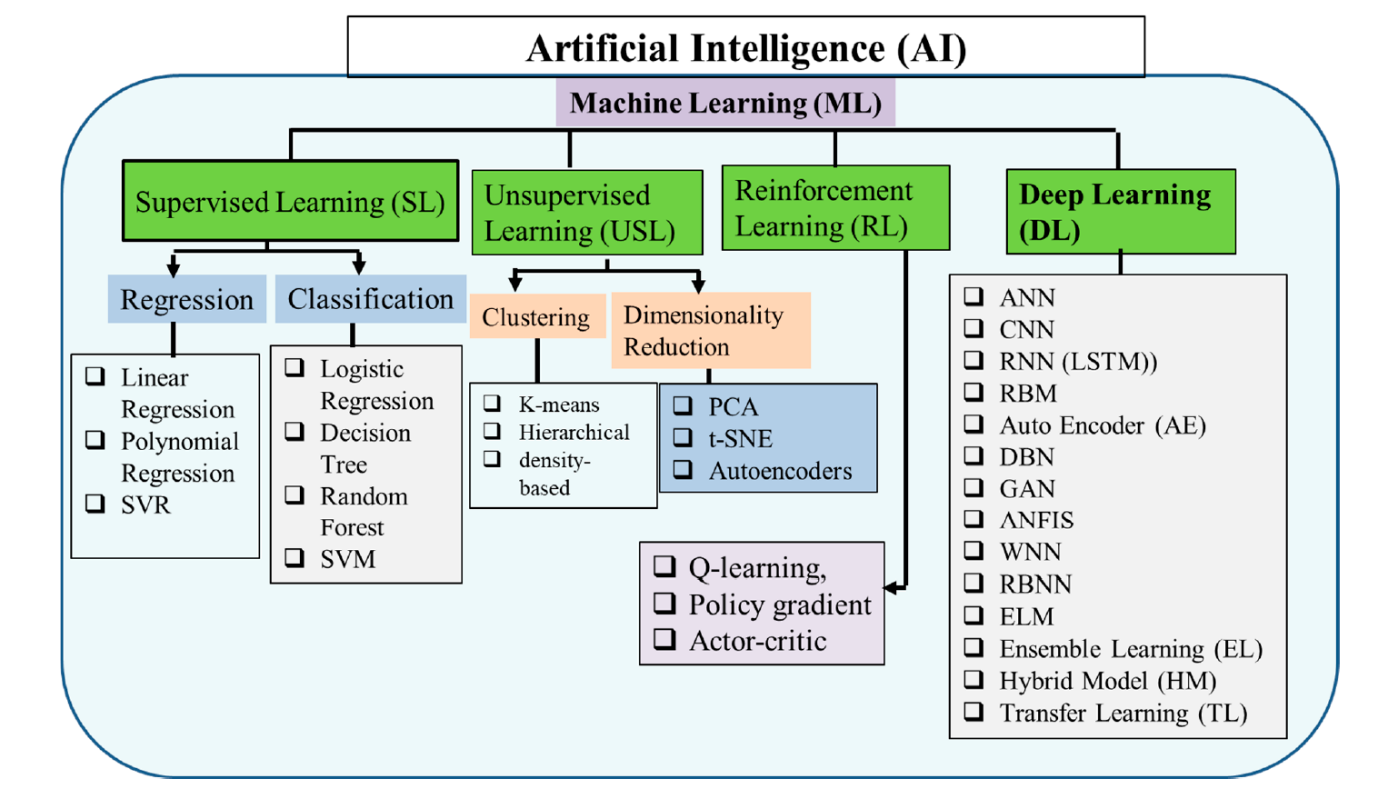 Artificial Intelligence (AI)
Machine Learning (ML)
Supervised Learning (SL)
Regression
❑ Linear
Regression
❑ Polynomial
Regression
❑ SVR
Classification
❑ Logistic
Regression
❑ Decision
Tree
❑ Random
Forest
❑ SVM
Unsupervised
Learning (USL)
Clustering
❑ K-means
❑ Hierarchical
❑ density-
based
Dimensionality
Reduction
❑ PCA
❑ t-SNE
❑ Autoencoders
Reinforcement
Learning (RL)
❑ Q-learning,
❑ Policy gradient
❑ Actor-critic
Deep Learning
(DL)
❑ ANN
❑ CNN
❑ RNN (LSTM))
❑ RBM
❑ Auto Encoder (AE)
❑ DBN
❑ GAN
❑ ANFIS
❑ WNN
❑ RBNN
❑ ELM
❑ Ensemble Learning (EL)
❑ Hybrid Model (HM)
❑ Transfer Learning (TL)